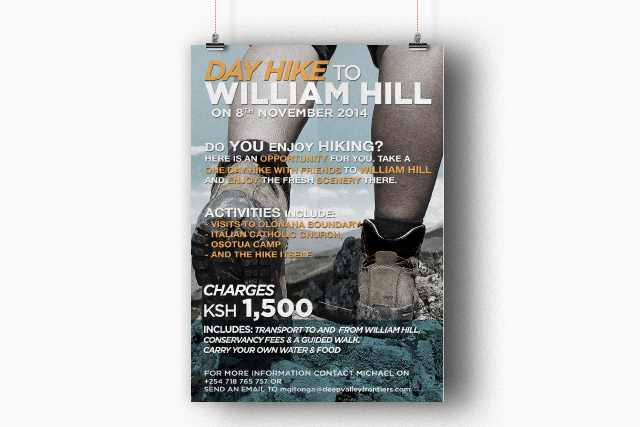 DAY HIKE TO
WILLIAM HILL
ON 8TH NOVEMBER 2014
DO YOU ENJOY HIKING?
HERE IS AN OPPORTUNITY FOR YOU. TAKE A
ONE DAY HIKE WITH FRIENDS TO WILLIAM HILL
AND ENJOY THE FRESH SCENERY THERE.
ACTIVITIES INCLUDE:
- VISITS TO OLONANA BOUNDARY,
ITALIAN CATHOLIC CHURCH,
OSOTUA CAMP
- AND THE HIKE ITSELF
CHARGES
KSH 1,500
INCLUDES: TRANSPORT TO AND FROM WILLIAM HILL,
CONSERVANCY FEES & A GUIDED WALK.
CARRY YOUR OWN WATER & FOOD
FOR MORE INFORMATION CONTACT MICHAEL ON
+254 718 765 757 OR
SEND AN EMAIL TO mgitonga@deepvalleyfrontiers.com